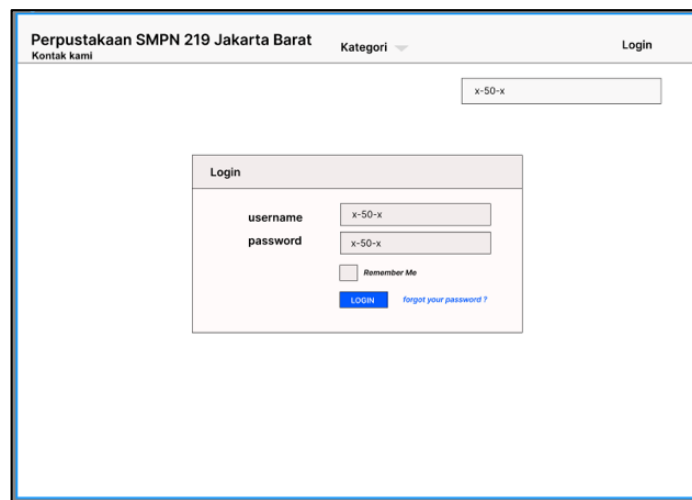 Perpustakaan SMPN 219 Jakarta Barat
Kontak kami
Kategori
Login
x-50-x
Login
username
x-50-x
password
x-50-x
Remember Me
LOGIN
forgot your password ?